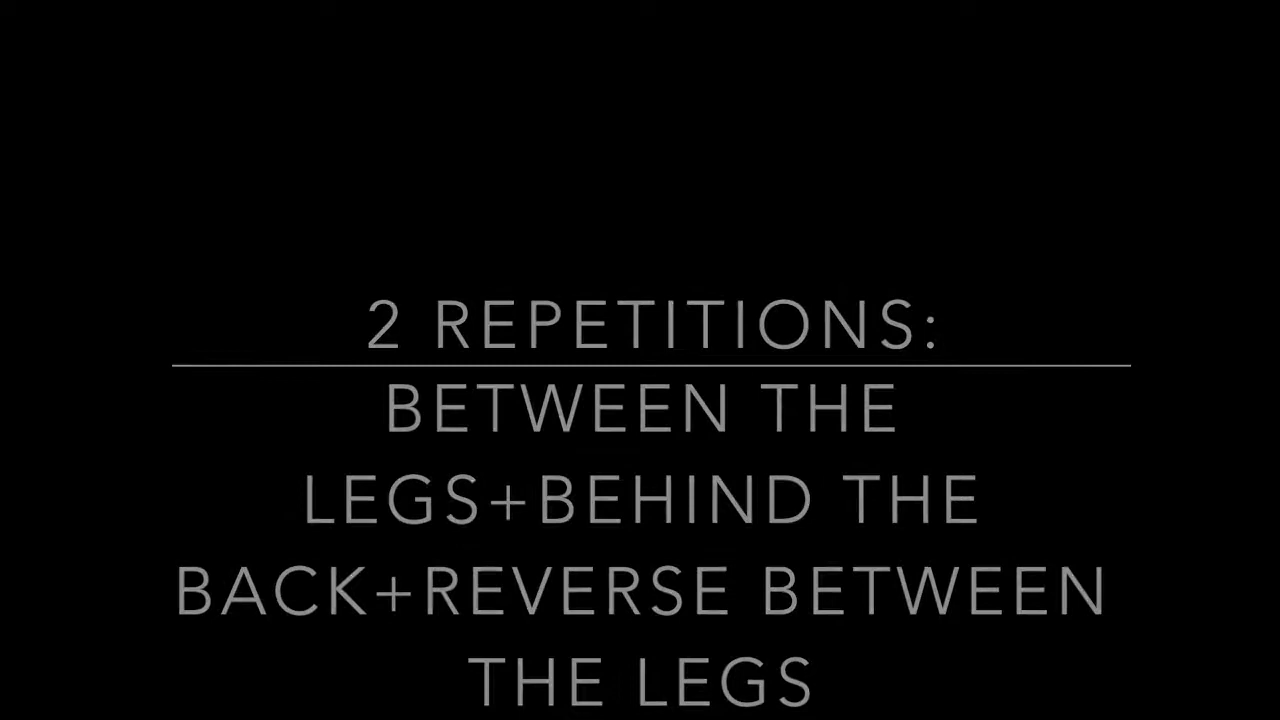 2 REPETITIONS:
BETWEEN THE
LEGS+BEHIND THE
BACK+REVERSE BETWEEN
THE LEGS